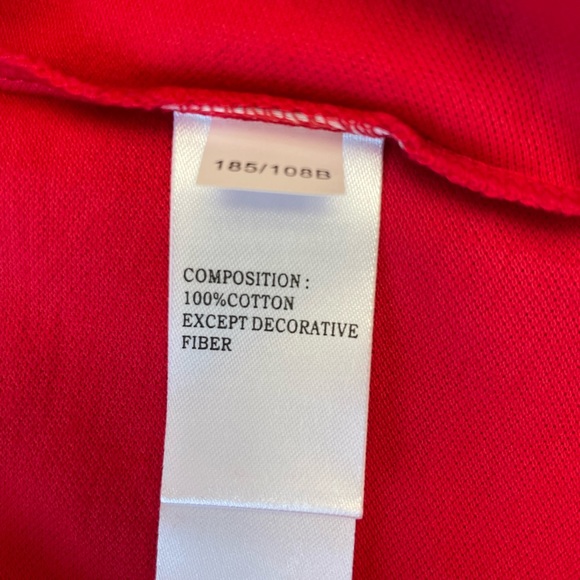 185/108B
COMPOSITION :
100%COTTON
EXCEPT DECORATIVE
FIBER